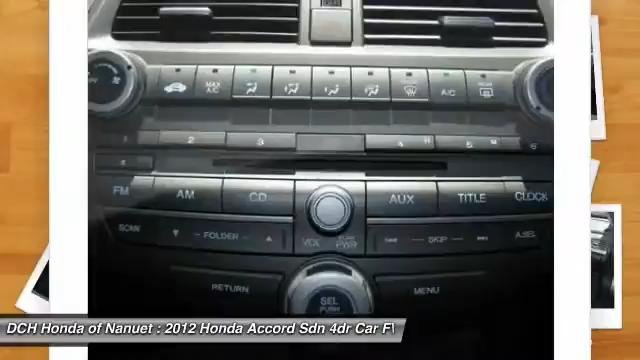 MAX
A/C
A/C
1 2 3 4 5 6
FM AM CD AUX TITLE CLOCK
SCAN FOLDER VOL PWR SKIP A.SEL
RETURN SEL MENU
PUSH
DCH Honda of Nanuet : 2012 Honda Accord Sdn 4dr Car F